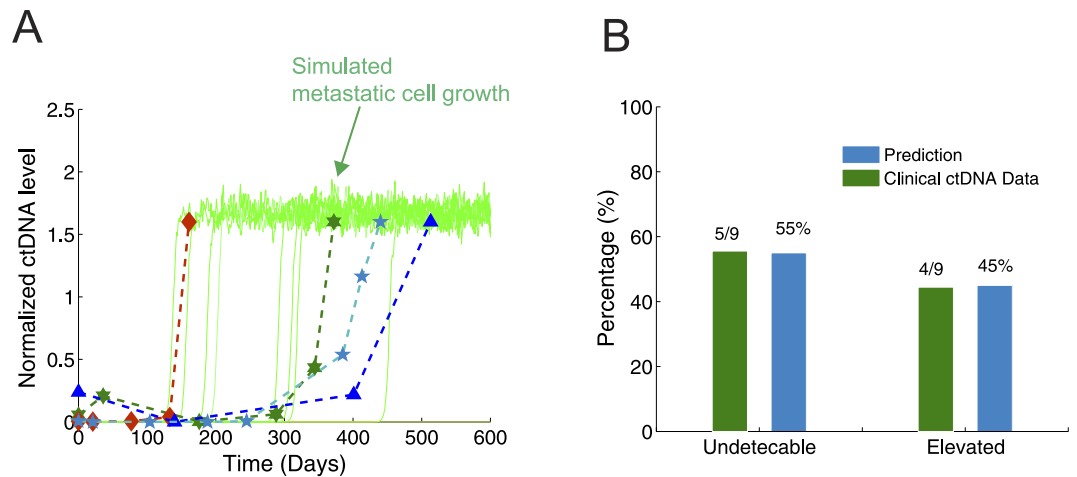 A
Simulated
metastatic cell growth
Normalized ctDNA level
2.5
2
1.5
1
0.5
0
0 100 200 300 400 500 600
Time (Days)
B
Percentage (%)
100
80
60
40
20
0
Prediction
Clinical ctDNA Data
5/9 55%
4/9 45%
Undetecable Elevated